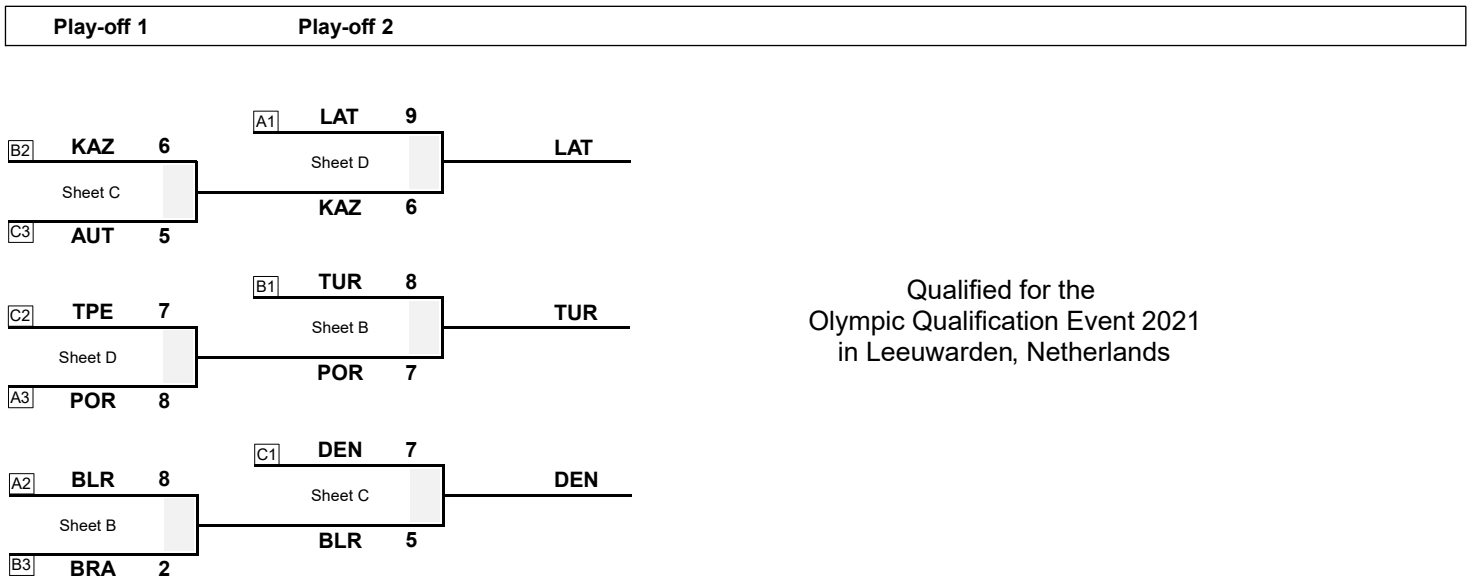 Play-off 1 Play-off 2
A1 LAT 9
B2 KAZ 6
Sheet D
LAT
Sheet C
KAZ 6
C3 AUT 5
B1 TUR 8
C2 TPE 7
Sheet B
TUR
Sheet D
POR 7
A3 POR 8
Qualified for the
Olympic Qualification Event 2021
in Leeuwarden, Netherlands
C1 DEN 7
A2 BLR 8
Sheet C
DEN
Sheet B
BLR 5
B3 BRA 2